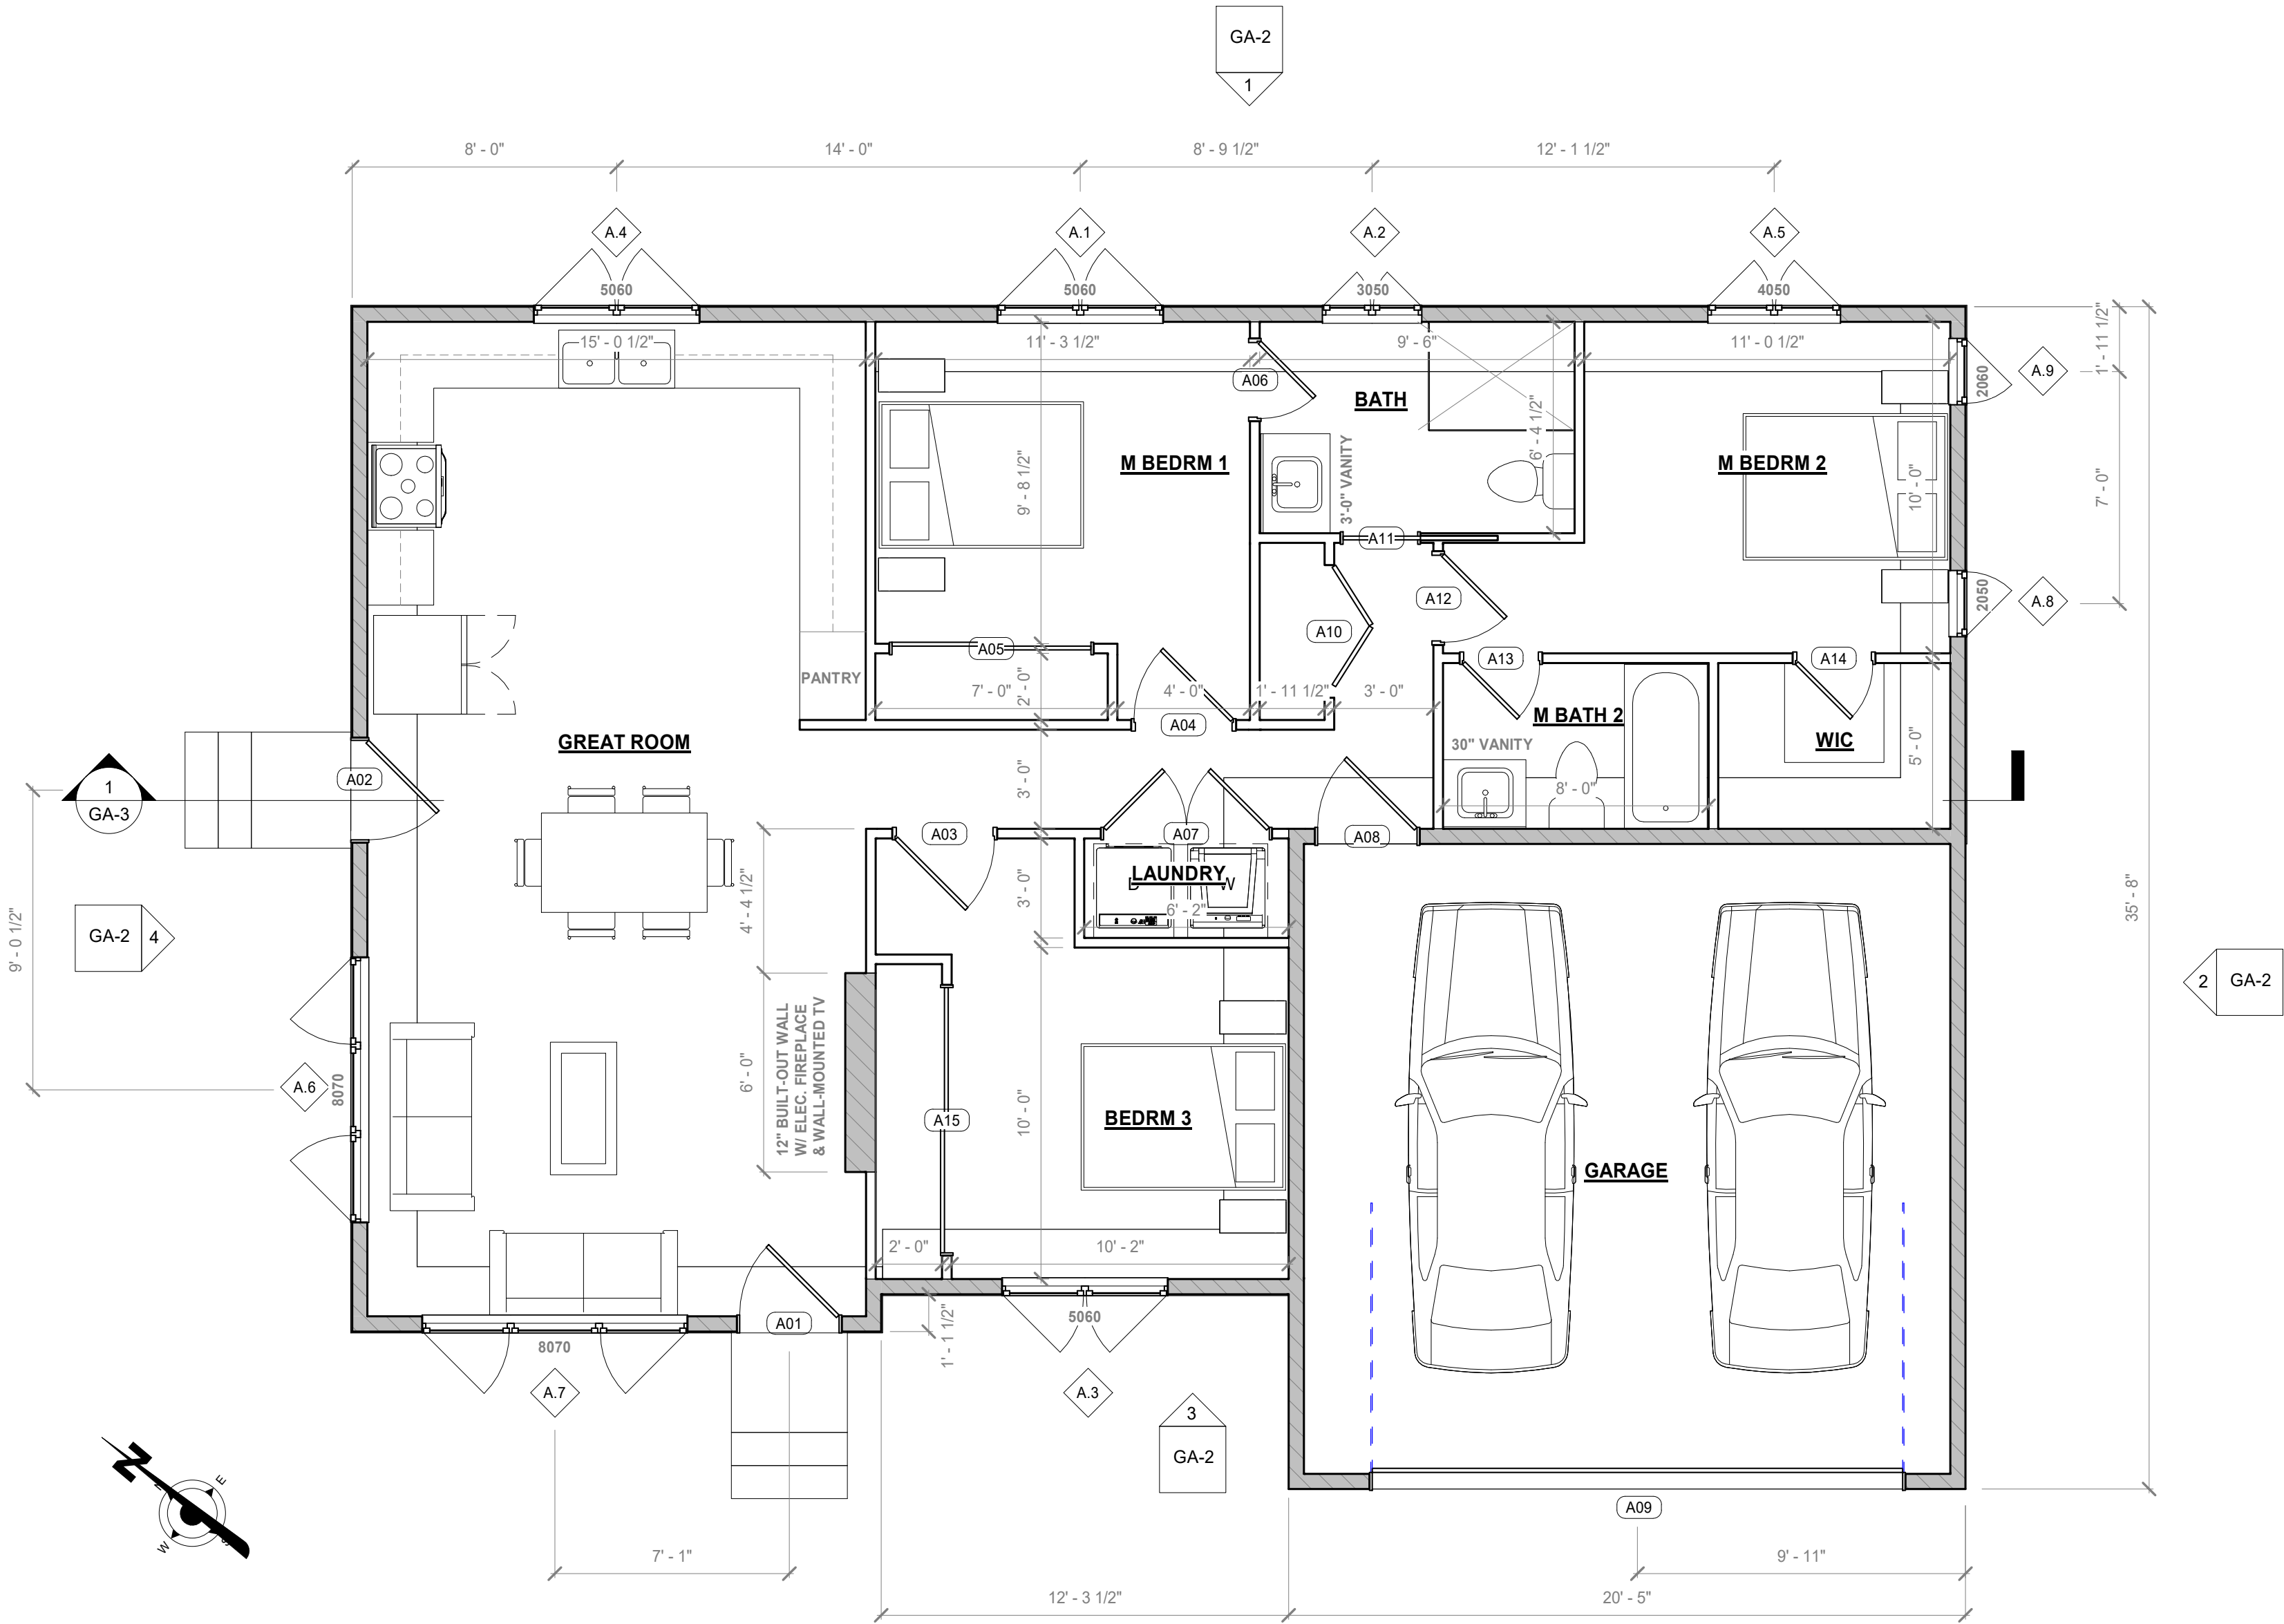 GA-2
1
8' - 0"
14' - 0"
8' - 9 1/2"
12' - 1 1/2"
A.4
A.1
A.2
A.5
5060
5060
3050
4050
15' - 0 1/2"
11' - 3 1/2"
9' - 6"
11' - 0 1/2"
1' - 11 1/2"
A.9
2060
A06
BATH
M BEDRM 1
M BEDRM 2
9' - 8 1/2"
3'-0" VANITY
6' - 4 1/2"
10' - 0"
7' - 0"
A11
A12
A10
2050
A.8
A05
A13
A14
PANTRY
7' - 0"
2' - 0"
4' - 0"
1' - 11 1/2"
3' - 0"
A04
M BATH 2
GREAT ROOM
30" VANITY
WIC
5' - 0"
A02
1
GA-3
3' - 0"
8' - 0"
A03
A07
A08
LAUNDRY
W
3' - 0"
6' - 2"
4' - 4 1/2"
35' - 8"
9' - 0 1/2"
GA-2
4
2
GA-2
12" BUILT-OUT WALL
W/ ELEC. FIREPLACE
& WALL-MOUNTED TV
6' - 0"
A.6
8070
A15
10' - 0"
BEDRM 3
GARAGE
2' - 0"
10' - 2"
A01
5060
1' - 1 1/2"
8070
A.7
A.3
3
GA-2
N
E
W
A09
7' - 1"
9' - 11"
12' - 3 1/2"
20' - 5"